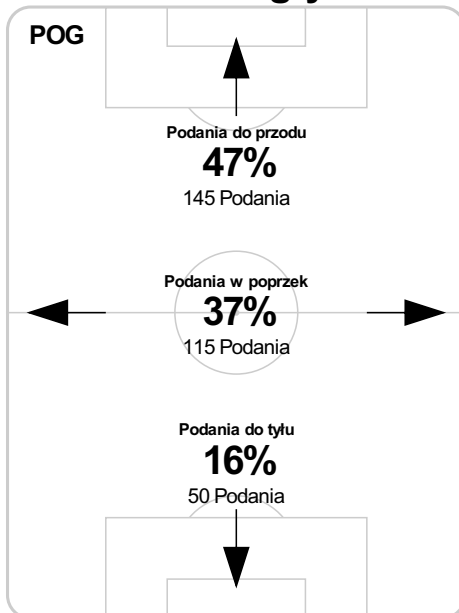 POG
Podania do przodu
47%
145 Podania
Podania w poprzek
37%
115 Podania
Podania do tyłu
16%
50 Podania